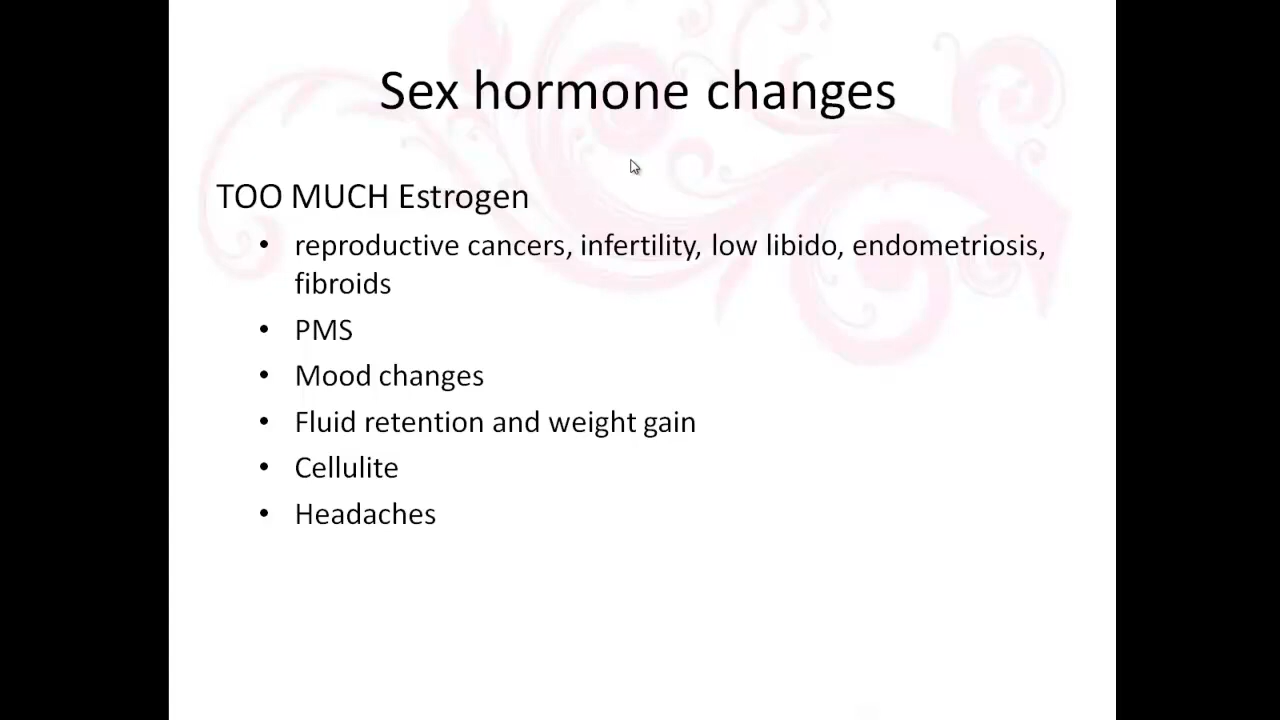 Sex hormone changes
TOO MUCH Estrogen
• reproductive cancers, infertility, low libido, endometriosis,
fibroids
• PMS
• Mood changes
• Fluid retention and weight gain
• Cellulite
• Headaches